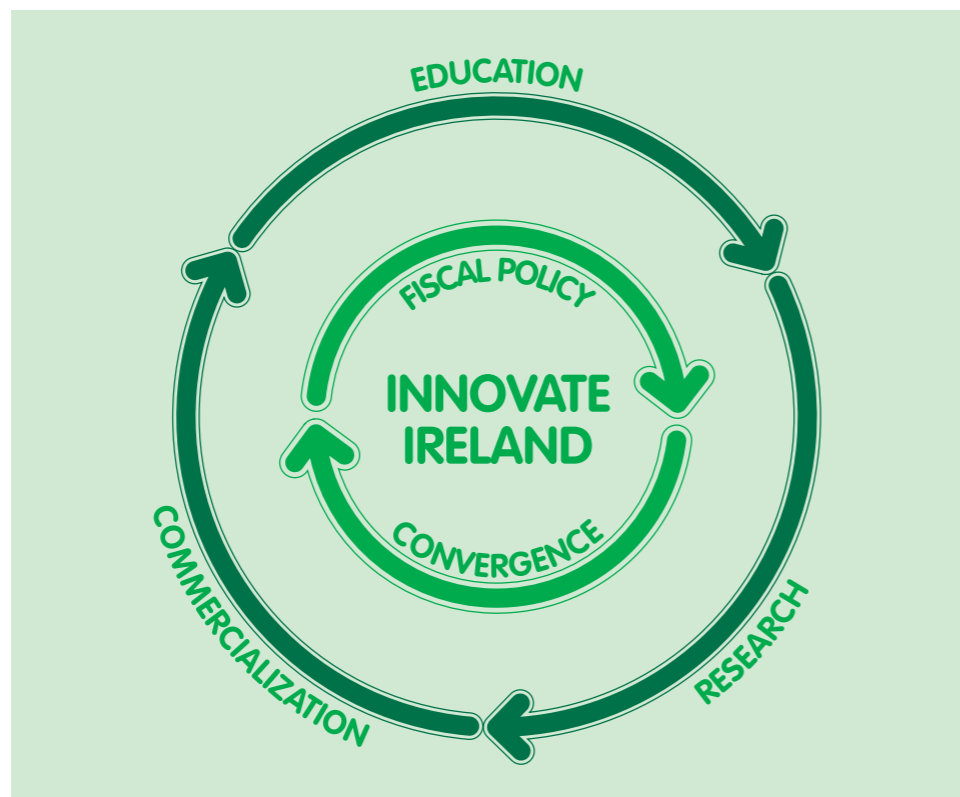 EDUCATION
FISCAL POLICY
INNOVATE
IRELAND
CONVERGENCE
COMMERCIALIZATION
RESEARCH